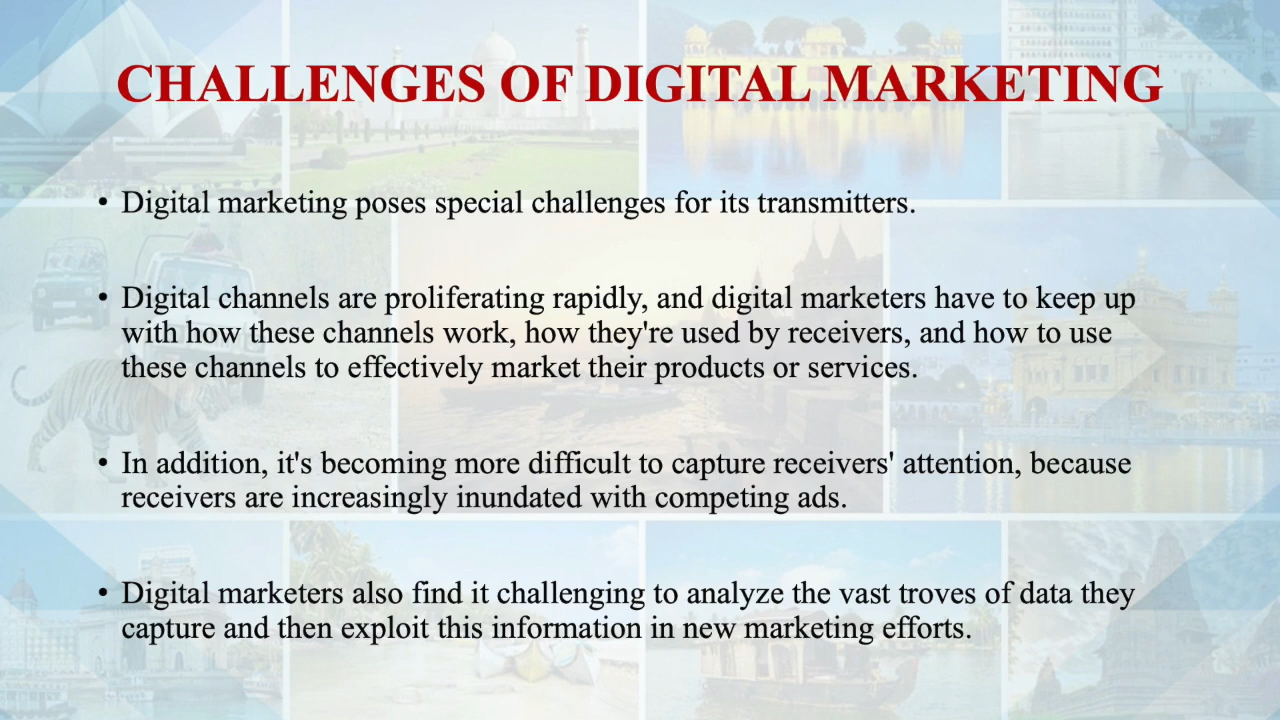 CHALLENGES OF DIGITAL MARKETING
• Digital marketing poses special challenges for its transmitters.
• Digital channels are proliferating rapidly, and digital marketers have to keep up
with how these channels work, how they're used by receivers, and how to use
these channels to effectively market their products or services.
• In addition, it's becoming more difficult to capture receivers' attention, because
receivers are increasingly inundated with competing ads.
• Digital marketers also find it challenging to analyze the vast troves of data they
capture and then exploit this information in new marketing efforts.